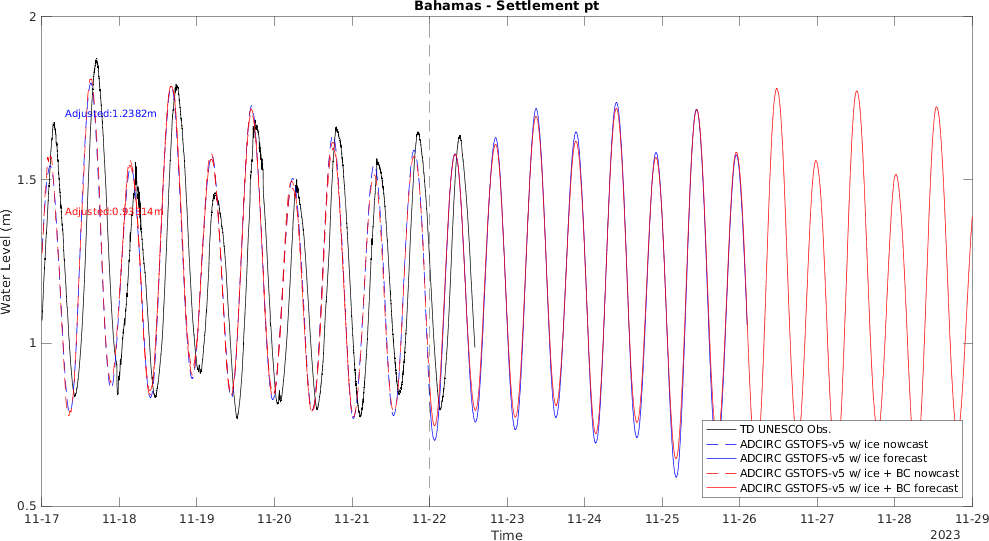 Bahamas - Settlement pt
2
1.5
1
0.5
Water Level (m)
Adjusted:1.2382m
TD UNESCO Obs.
ADCIRC GSTOFS-v5 w/ ice nowcast
ADCIRC GSTOFS-v5 w/ ice forecast
ADCIRC GSTOFS-v5 w/ ice + BC nowcast
ADCIRC GSTOFS-v5 w/ ice + BC forecast
11-17 11-18 11-19 11-20 11-21 11-22 11-23 11-24 11-25 11-26 11-27 11-28 11-29
Time
2023